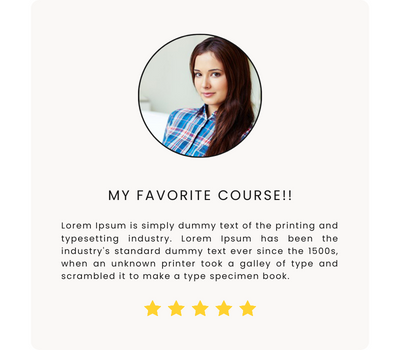 MY FAVORITE COURSE!!
Lorem Ipsum is simply dummy text of the printing and
typesetting industry. Lorem Ipsum has been the
industry's standard dummy text ever since the 1500s,
when an unknown printer took a galley of type and
scrambled it to make a type specimen book.